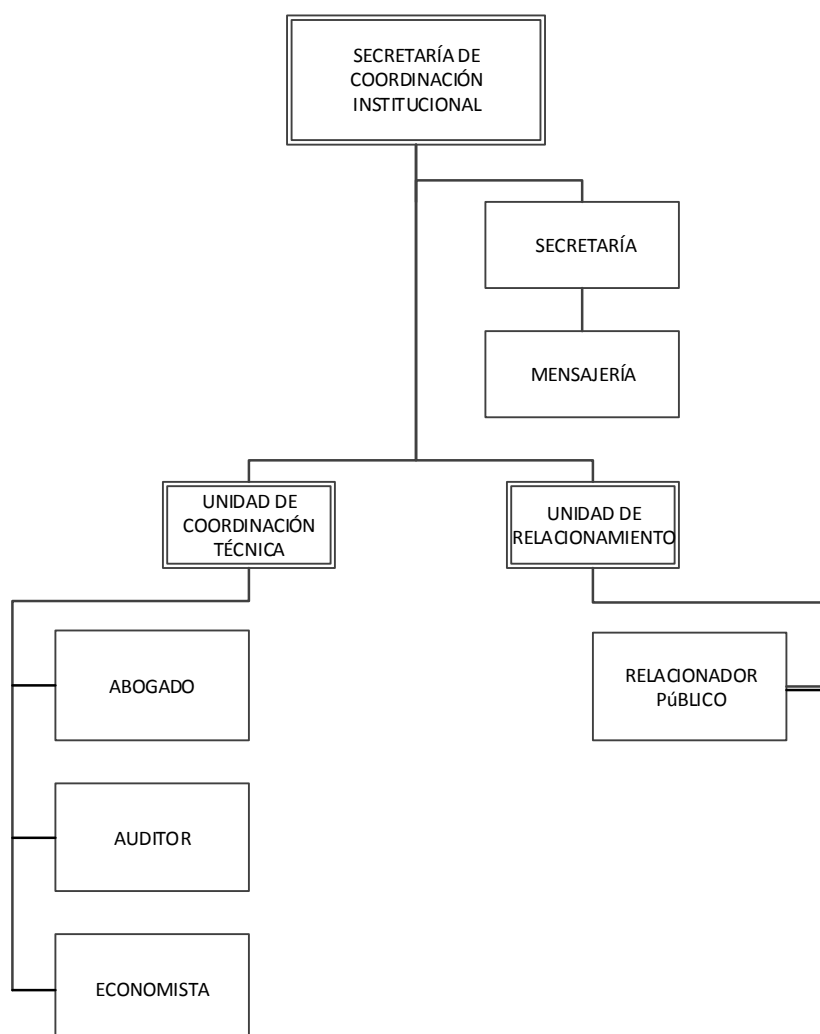 SECRETARÍA DE
COORDINACIÓN
INSTITUCIONAL
SECRETARÍA
MENSAJERÍA
UNIDAD DE
COORDINACIÓN
TÉCNICA
UNIDAD DE
RELACIONAMIENTO
ABOGADO
RELACIONADOR
PúBLICO
AUDITOR
ECONOMISTA